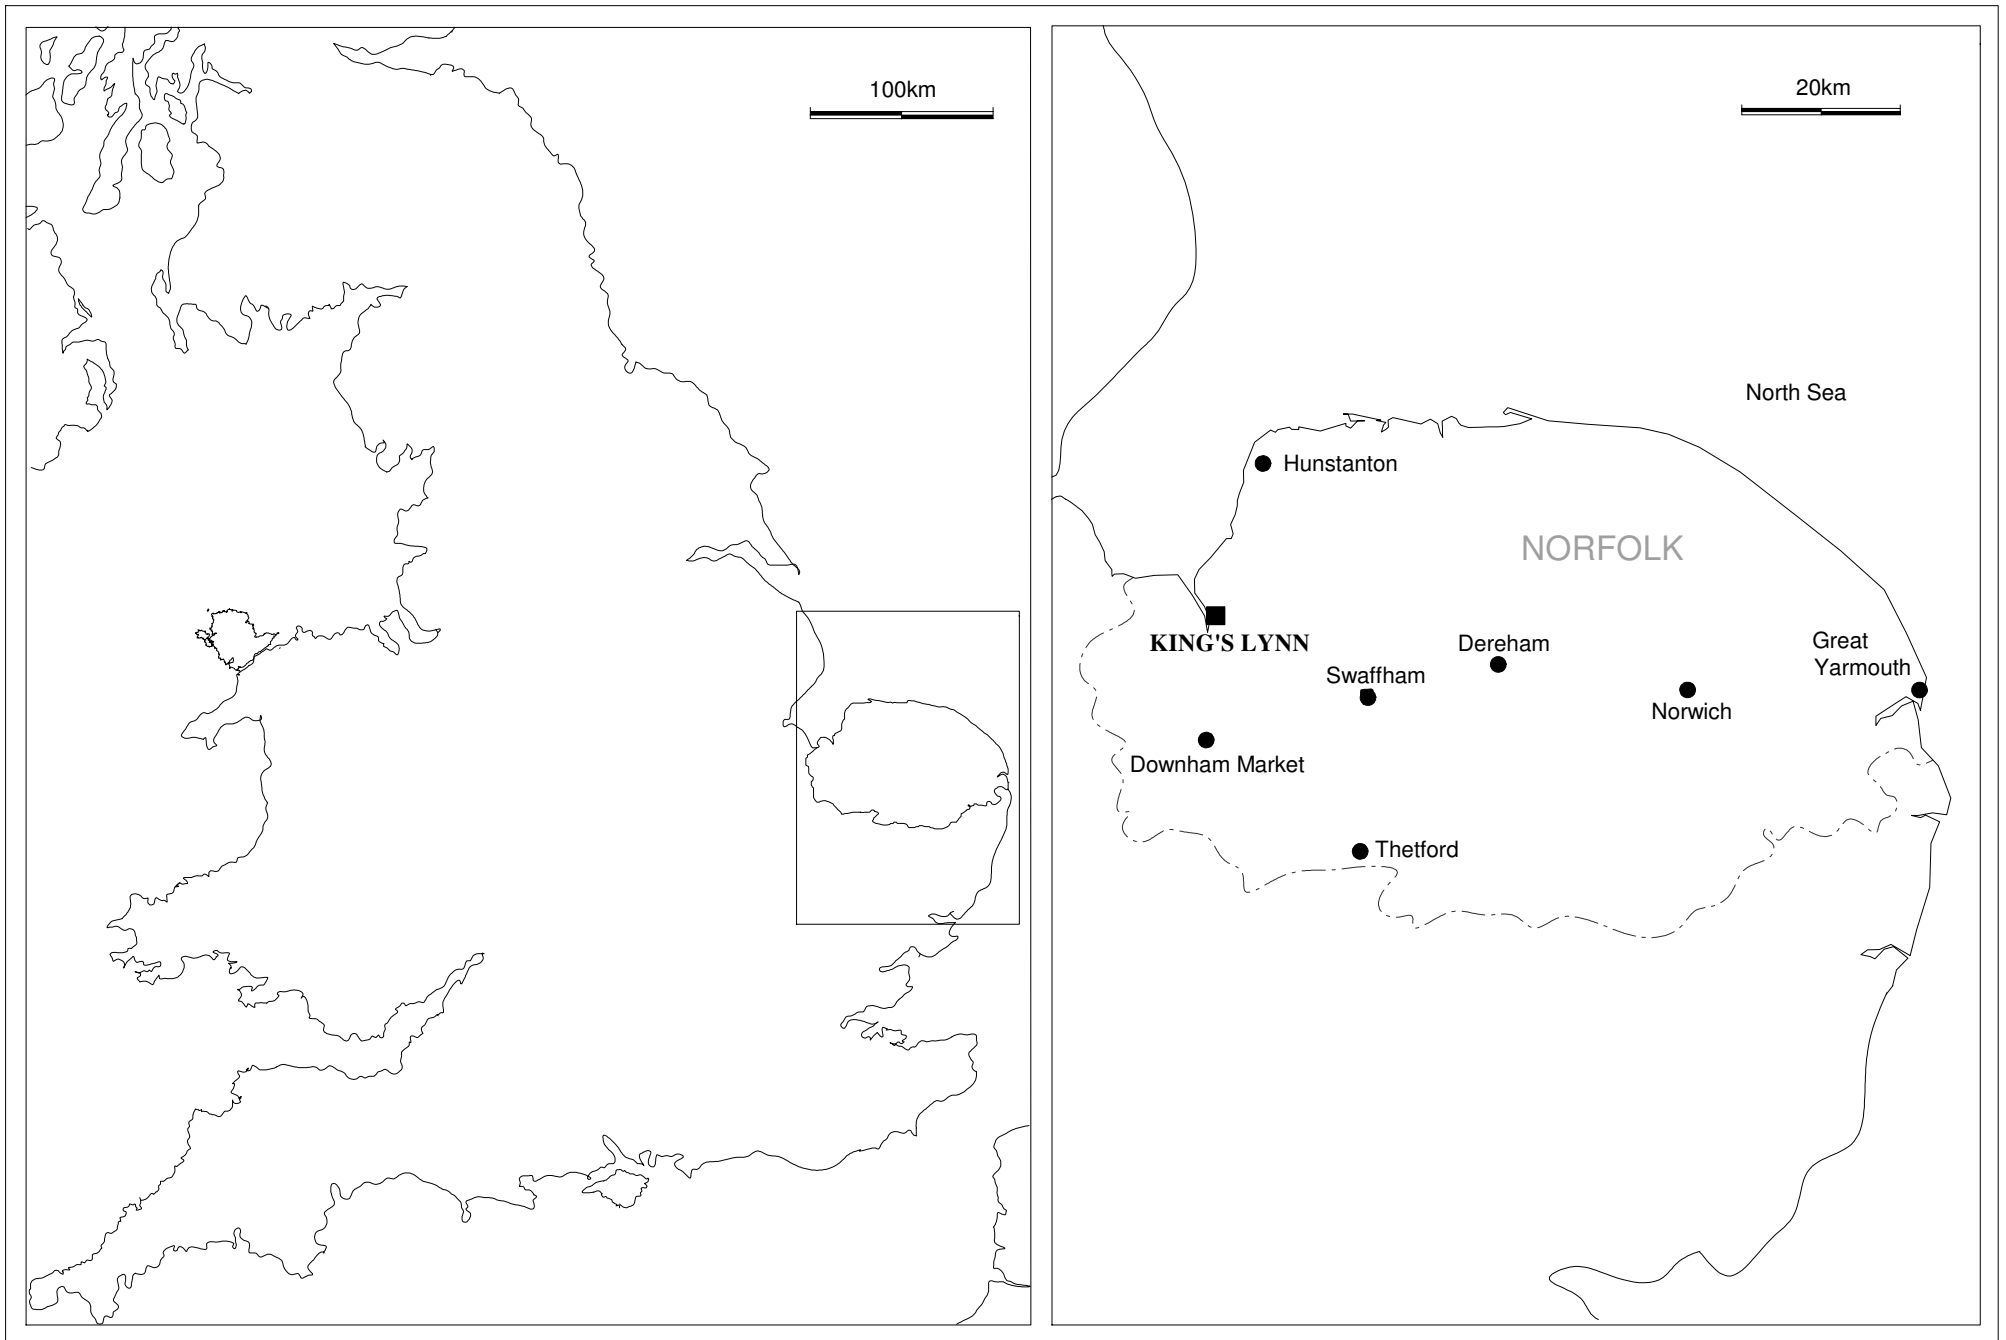 100km
20km
North Sea
Hunstanton
NORFOLK
KING'S LYNN
Dereham
Great
Yarmouth
Swaffham
Norwich
Downham Market
Thetford